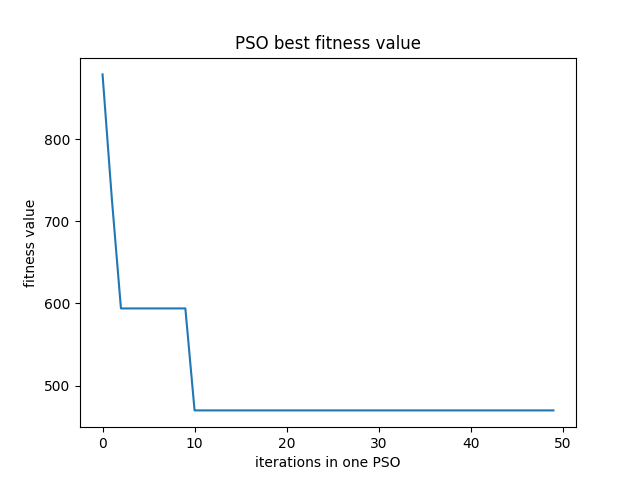 PSO best fitness value
fitness value
800
700
600
500
0 10 20 30 40 50
iterations in one PSO